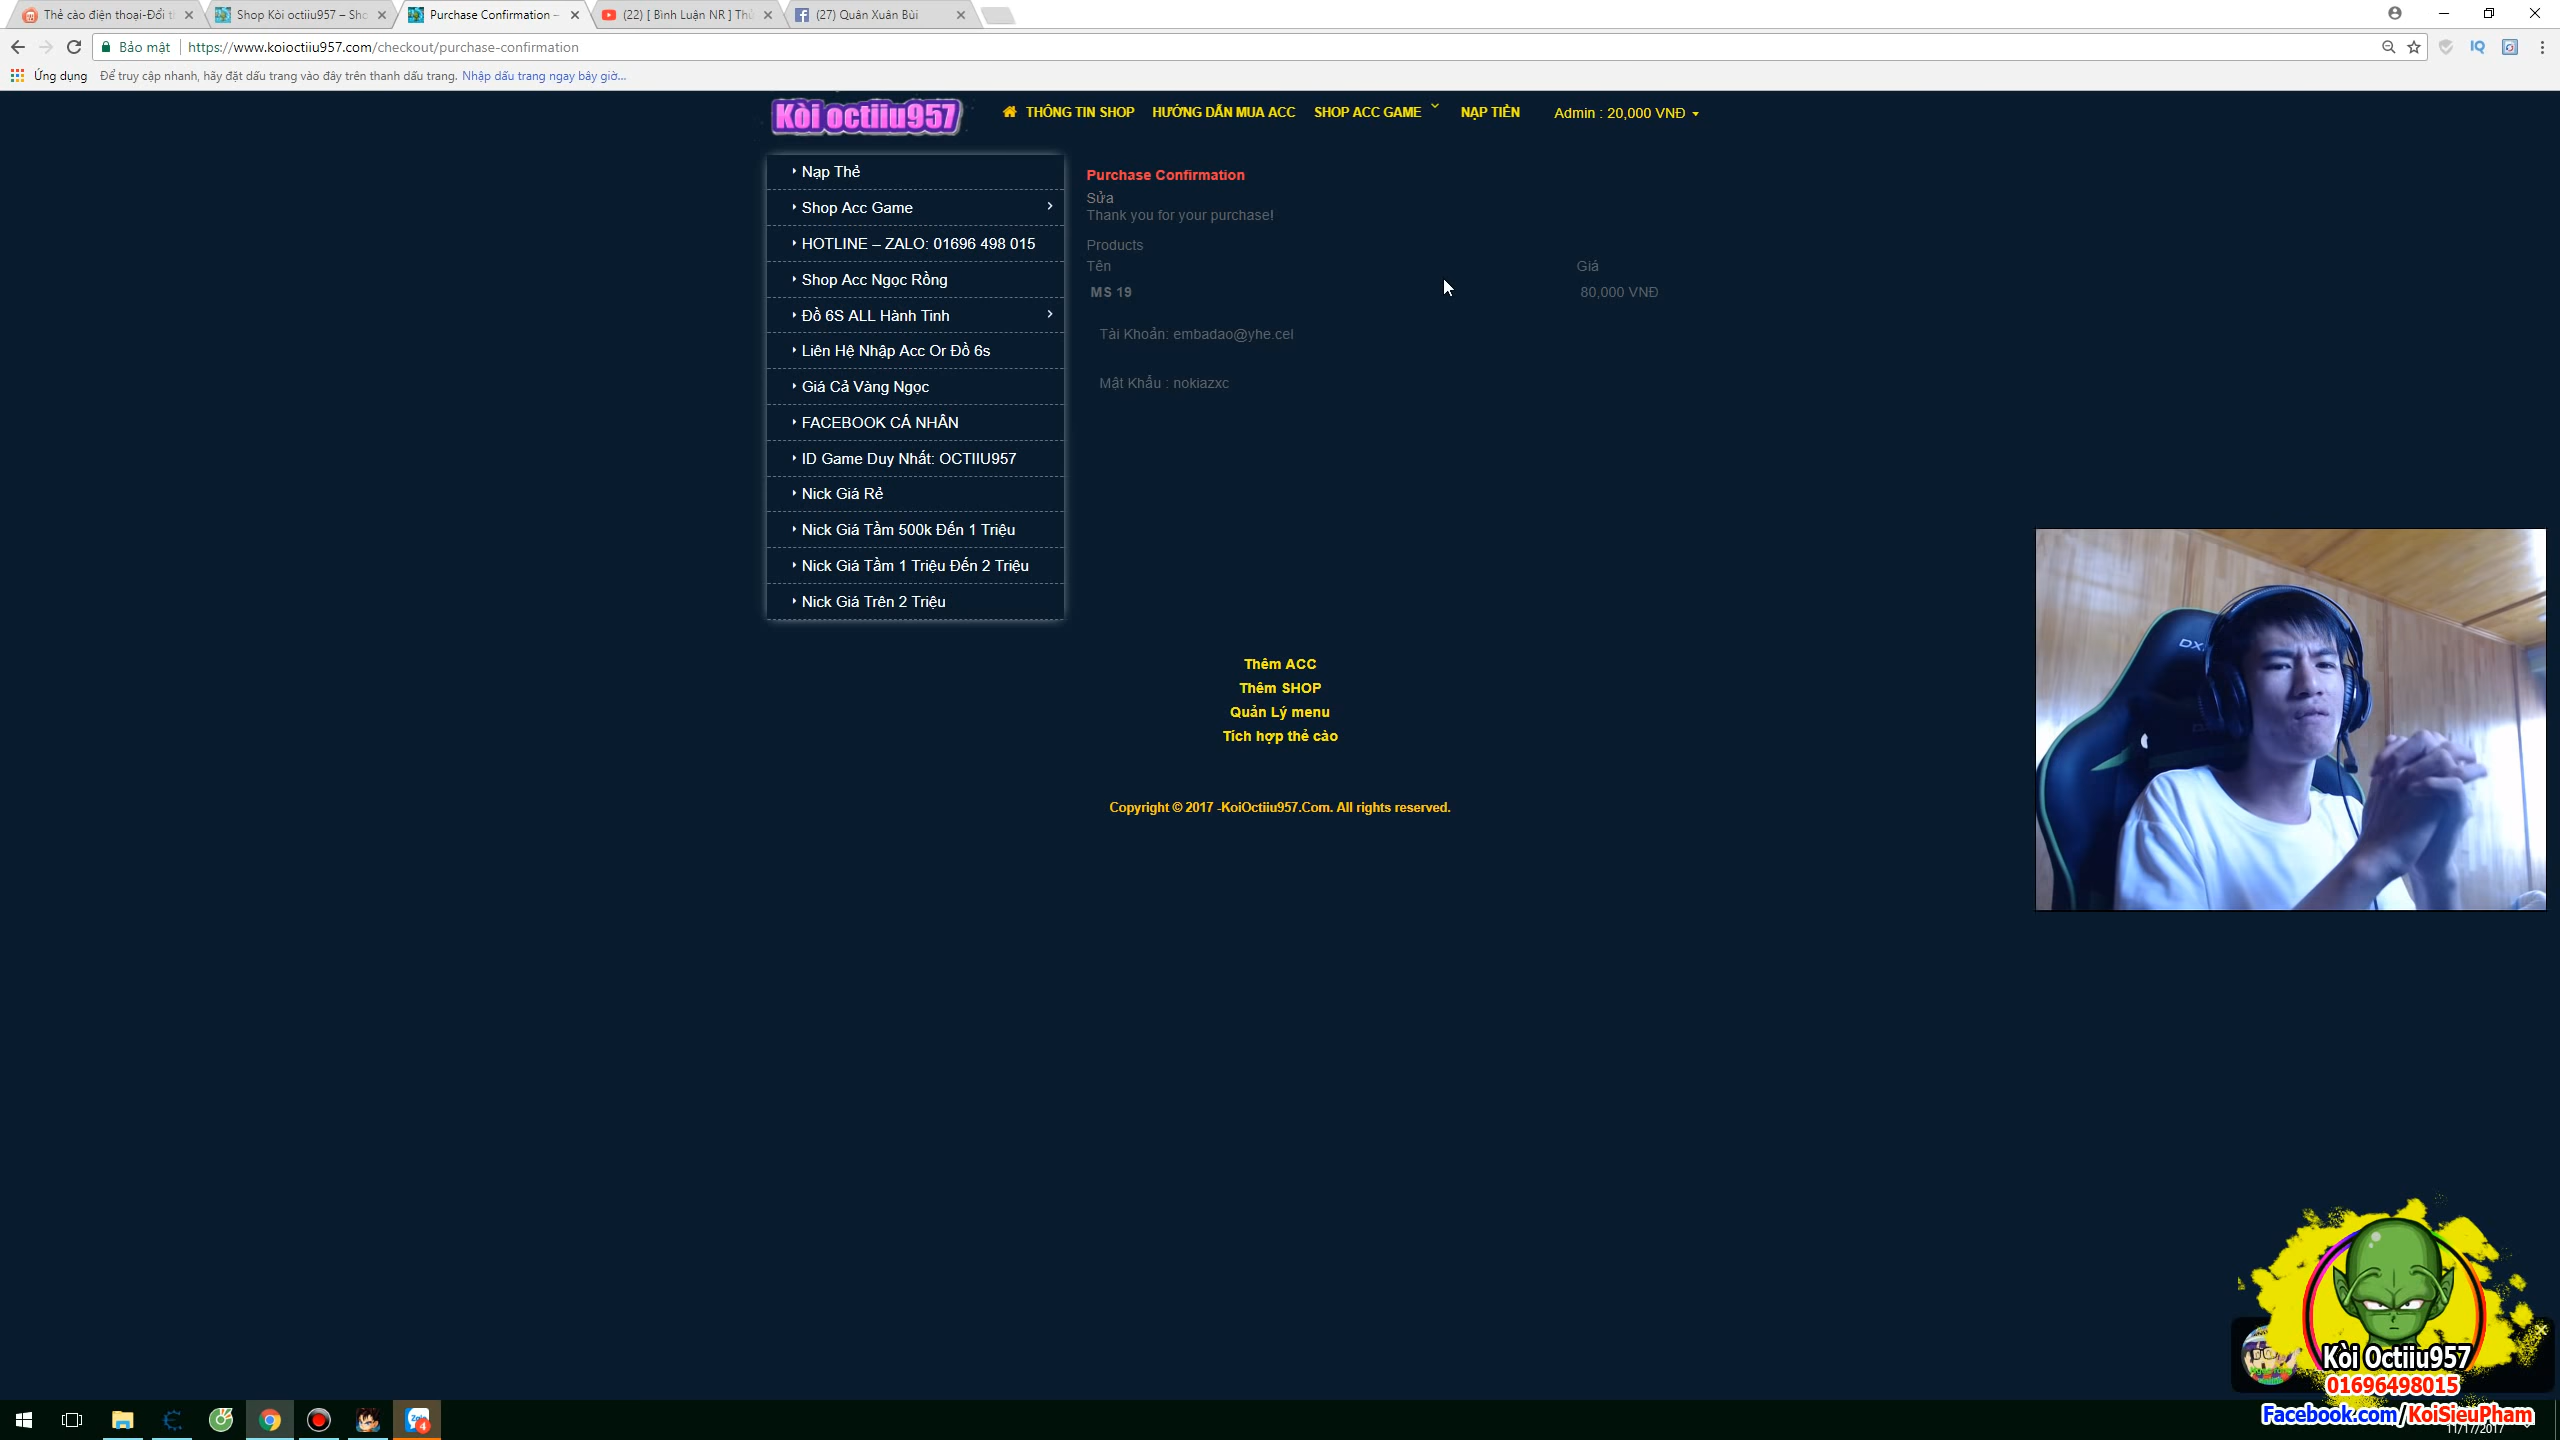 Thẻ cào điện thoại-Đổi t
Shop Kòi octiiu957 – Sho
Purchase Confirmation –
(22) [ Bình Luận NR ] Thử
(27) Quân Xuân Bùi
Bảo mật
https://www.koioctiiu957.com/checkout/purchase-confirmation
IQ
Ứng dụng
Để truy cập nhanh, hãy đặt dấu trang vào đây trên thanh dấu trang. Nhập dấu trang ngay bây giờ...
Kòi octiiu957
THÔNG TIN SHOP
HƯỚNG DẪN MUA ACC
SHOP ACC GAME
NẠP TIỀN
Admin : 20,000 VNĐ
Nạp Thẻ
Shop Acc Game
HOTLINE – ZALO: 01696 498 015
Shop Acc Ngọc Rồng
Đồ 6S ALL Hành Tinh
Liên Hệ Nhập Acc Or Đồ 6s
Giá Cả Vàng Ngọc
FACEBOOK CÁ NHÂN
ID Game Duy Nhất: OCTIIU957
Nick Giá Rẻ
Nick Giá Tầm 500k Đến 1 Triệu
Nick Giá Tầm 1 Triệu Đến 2 Triệu
Nick Giá Trên 2 Triệu
Purchase Confirmation
Sửa
Thank you for your purchase!
Products
Tên
Giá
MS 19
80,000 VNĐ
Tài Khoản: embadao@yhe.cel
Mật Khẩu : nokiazxc
Thêm ACC
Thêm SHOP
Quản Lý menu
Tích hợp thẻ cào
Copyright © 2017 -KoiOctiiu957.Com. All rights reserved.
DX
Kòi Octiiu957
01696498015
Facebook.com/KoiSieuPham
Zalo
4
11/17/2017